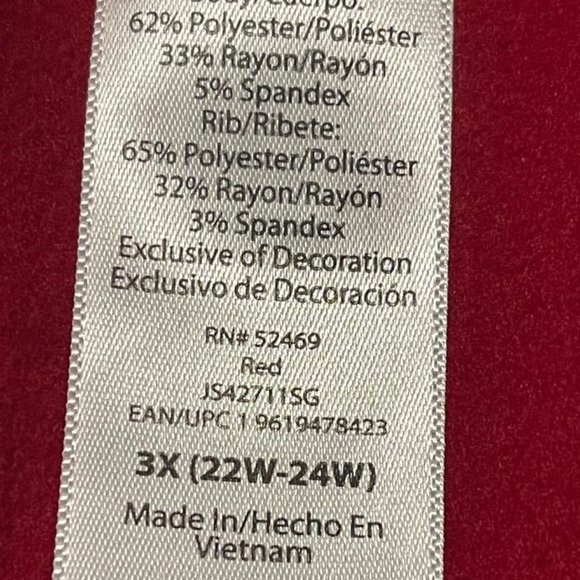 Body/Cuerpo:
62% Polyester/Poliéster
33% Rayon/Rayón
5% Spandex
Rib/Ribete:
65% Polyester/Poliéster
32% Rayon/Rayón
3% Spandex
Exclusive of Decoration
Exclusivo de Decoración
RN# 52469
Red
JS42711SG
EAN/UPC 1 9619478423
3X (22W-24W)
Made In/Hecho En
Vietnam